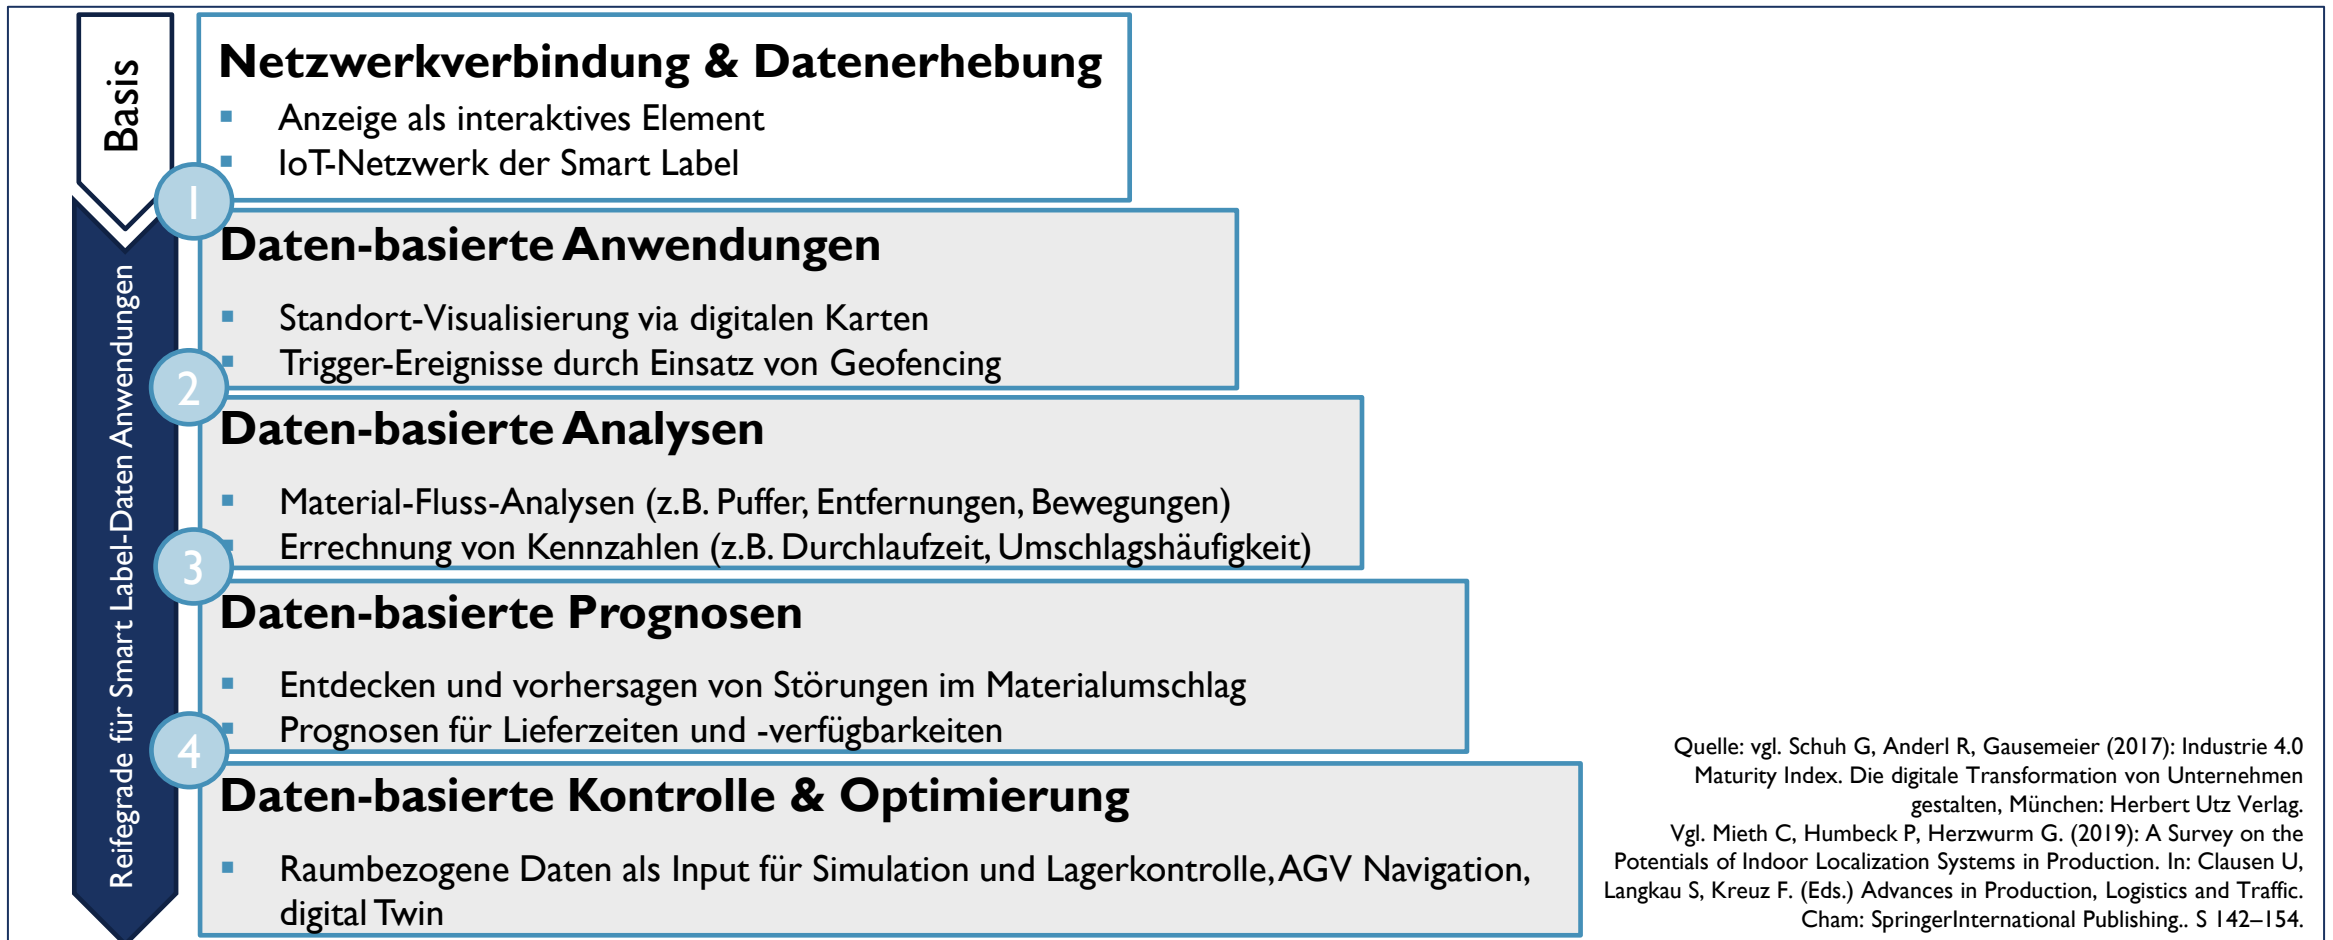 Basis
Netzwerkverbindung & Datenerhebung
Anzeige als interaktives Element
IoT-Netzwerk der Smart Label
1
Reifegrade für Smart Label-Daten Anwendungen
Daten-basierte Anwendungen
Standort-Visualisierung via digitalen Karten
Trigger-Ereignisse durch Einsatz von Geofencing
2
Daten-basierte Analysen
Material-Fluss-Analysen (z.B. Puffer, Entfernungen, Bewegungen)
Errechnung von Kennzahlen (z.B. Durchlaufzeit, Umschlagshäufigkeit)
3
Daten-basierte Prognosen
Entdecken und vorhersagen von Störungen im Materialumschlag
Prognosen für Lieferzeiten und -verfügbarkeiten
4
Daten-basierte Kontrolle & Optimierung
Raumbezogene Daten als Input für Simulation und Lagerkontrolle, AGV Navigation,
digital Twin
Quelle: vgl. Schuh G, Anderl R, Gausemeier (2017): Industrie 4.0
Maturity Index. Die digitale Transformation von Unternehmen
gestalten, München: Herbert Utz Verlag.
Vgl. Mieth C, Humbeck P, Herzwurm G. (2019): A Survey on the
Potentials of Indoor Localization Systems in Production. In: Clausen U,
Langkau S, Kreuz F. (Eds.) Advances in Production, Logistics and Traffic.
Cham: SpringerInternational Publishing.. S 142–154.